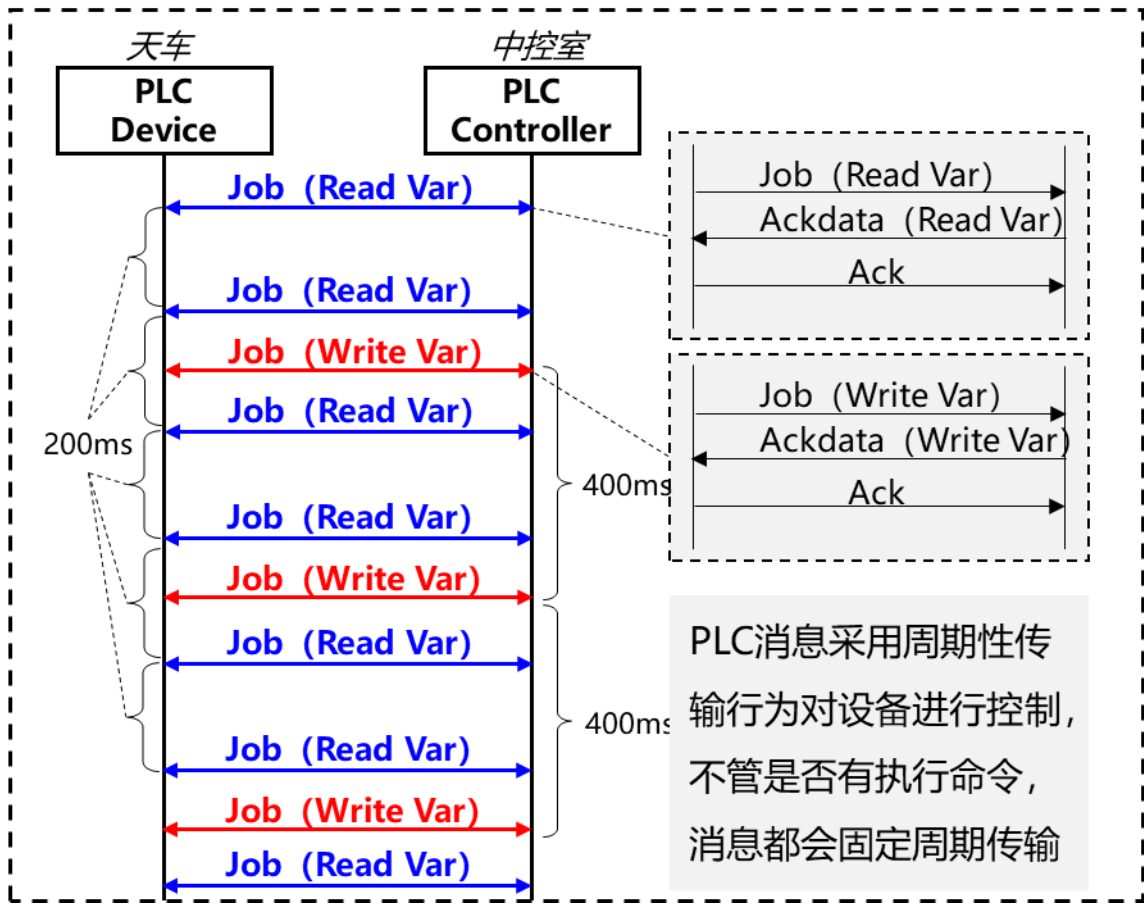 天车
中控室
PLC
Device
PLC
Controller
Job（Read Var）
Job（Read Var）
Job（Write Var）
Job（Read Var）
200ms
Job（Read Var）
Job（Write Var）
Job（Read Var）
Job（Read Var）
Job（Write Var）
Job（Read Var）
400ms
400ms
Job（Read Var）
Ackdata（Read Var）
Ack
Job（Write Var）
Ackdata（Write Var）
Ack
PLC消息采用周期性传
输行为对设备进行控制，
不管是否有执行命令，
消息都会固定周期传输